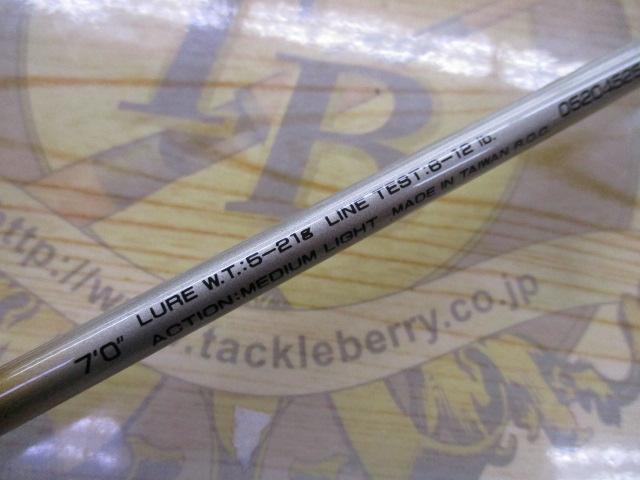 TB
7'0" LURE W.T.:5-21g LINE TEST:6-12 lb.
ACTION:MEDIUM LIGHT MADE IN TAIWAN R.O.C.
http://w .tackleberry.co.jp